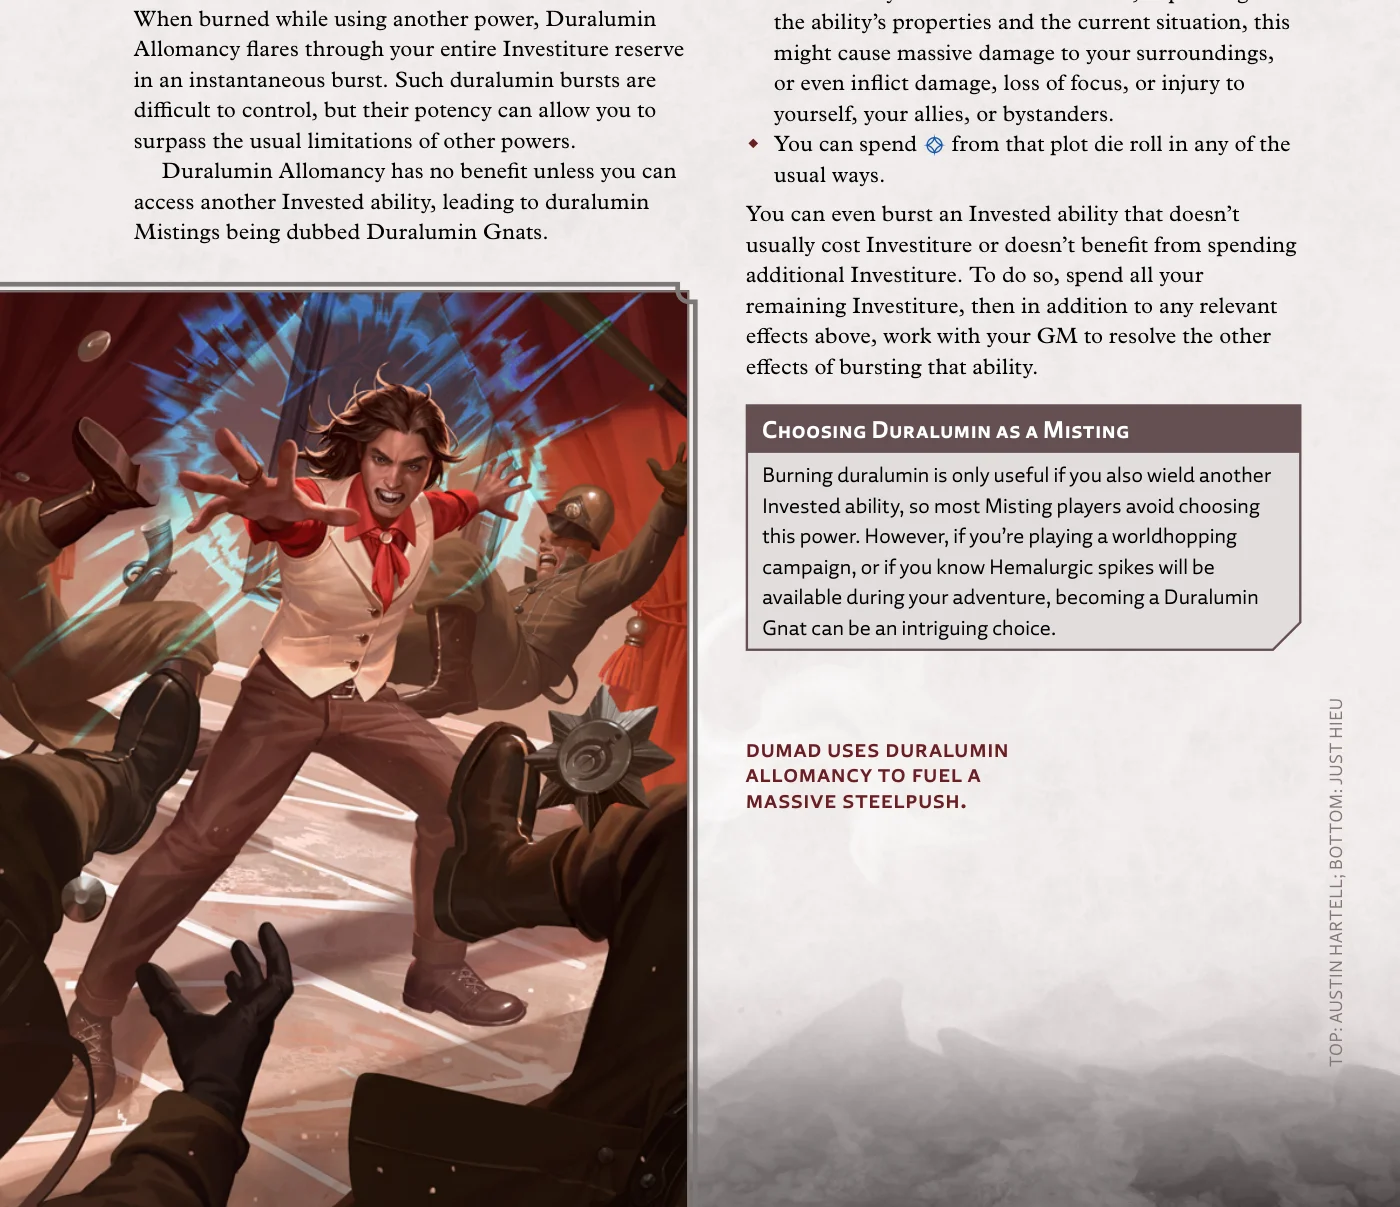 When burned while using another power, Duralumin
Allomancy flares through your entire Investiture reserve
in an instantaneous burst. Such duralumin bursts are
difficult to control, but their potency can allow you to
surpass the usual limitations of other powers.
Duralumin Allomancy has no benefit unless you can
access another Invested ability, leading to duralumin
Mistings being dubbed Duralumin Gnats.
the ability’s properties and the current situation, this
might cause massive damage to your surroundings,
or even inflict damage, loss of focus, or injury to
yourself, your allies, or bystanders.
You can spend from that plot die roll in any of the
usual ways.
You can even burst an Invested ability that doesn’t
usually cost Investiture or doesn’t benefit from spending
additional Investiture. To do so, spend all your
remaining Investiture, then in addition to any relevant
effects above, work with your GM to resolve the other
effects of bursting that ability.
Choosing Duralumin as a Misting
Burning duralumin is only useful if you also wield another
Invested ability, so most Misting players avoid choosing
this power. However, if you’re playing a worldhopping
campaign, or if you know Hemalurgic spikes will be
available during your adventure, becoming a Duralumin
Gnat can be an intriguing choice.
DUMAD USES DURALUMIN
ALLOMANCY TO FUEL A
MASSIVE STEELPUSH.
TOP: AUSTIN HARTELL; BOTTOM: JUST HIEU